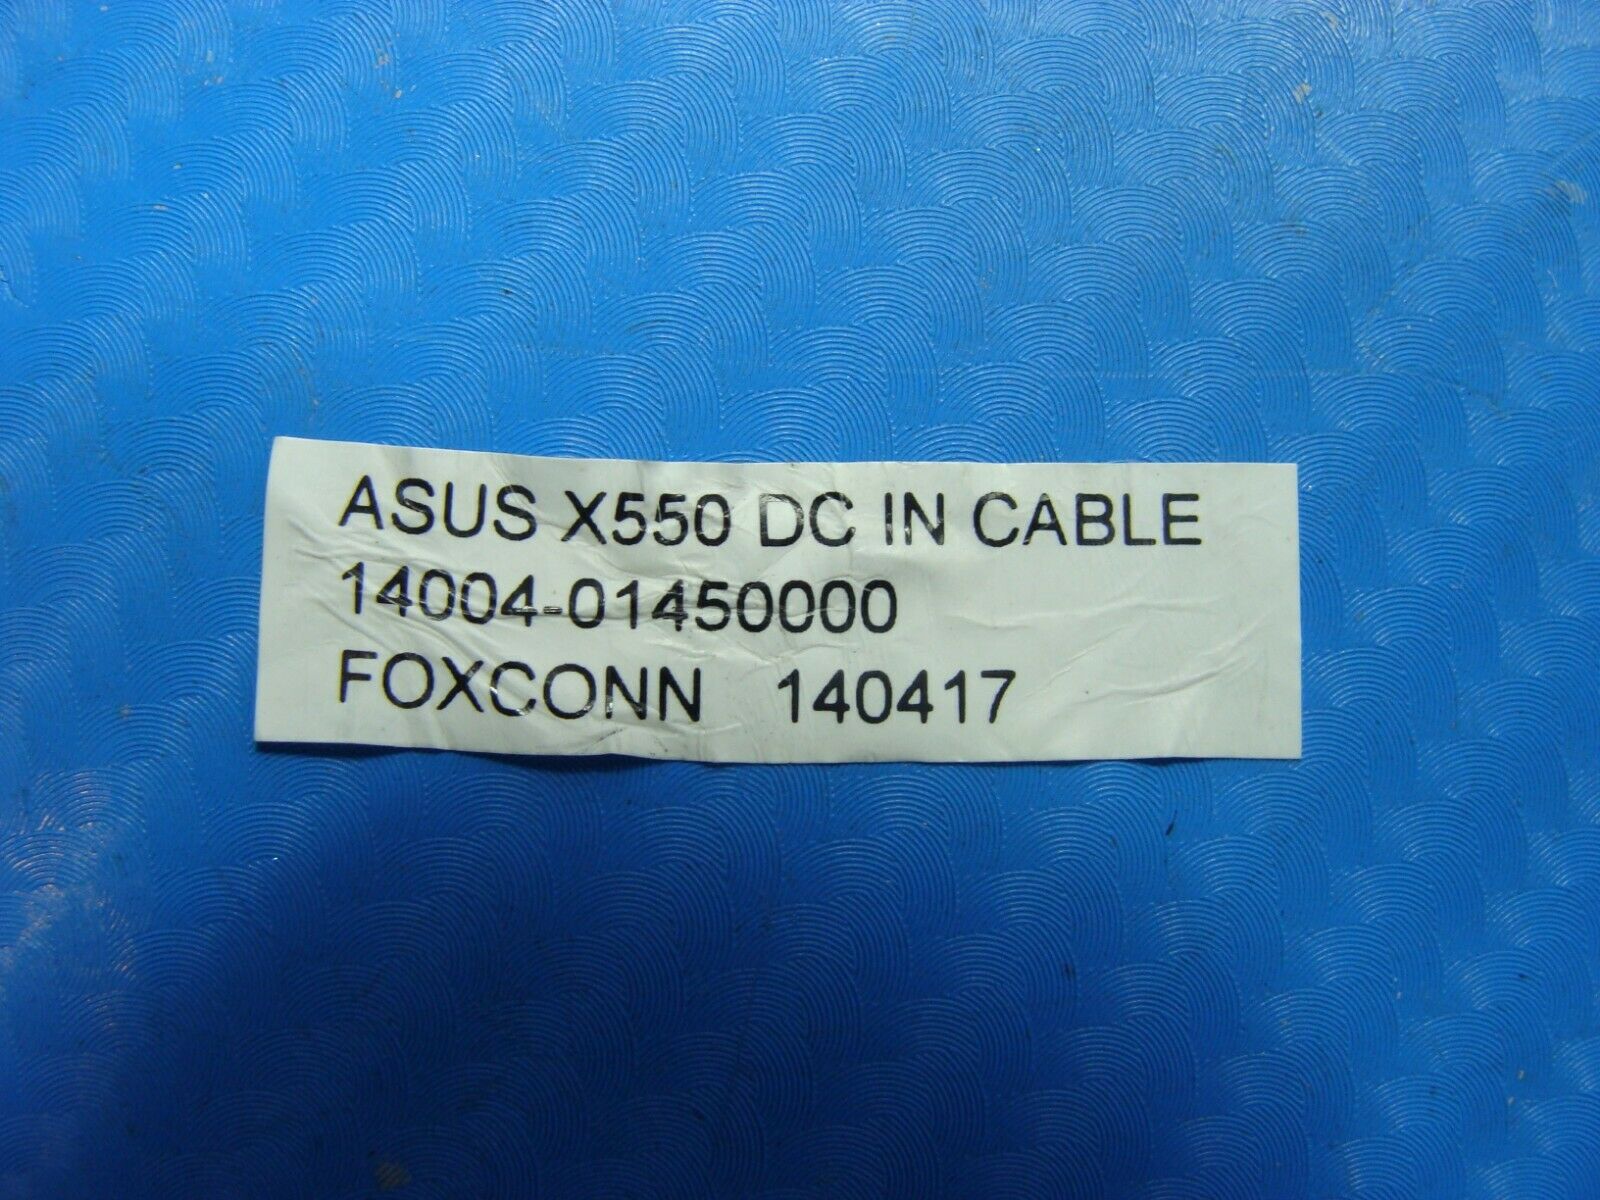 ASUS X550 DC IN CABLE
14004-01450000
FOXCONN 140417